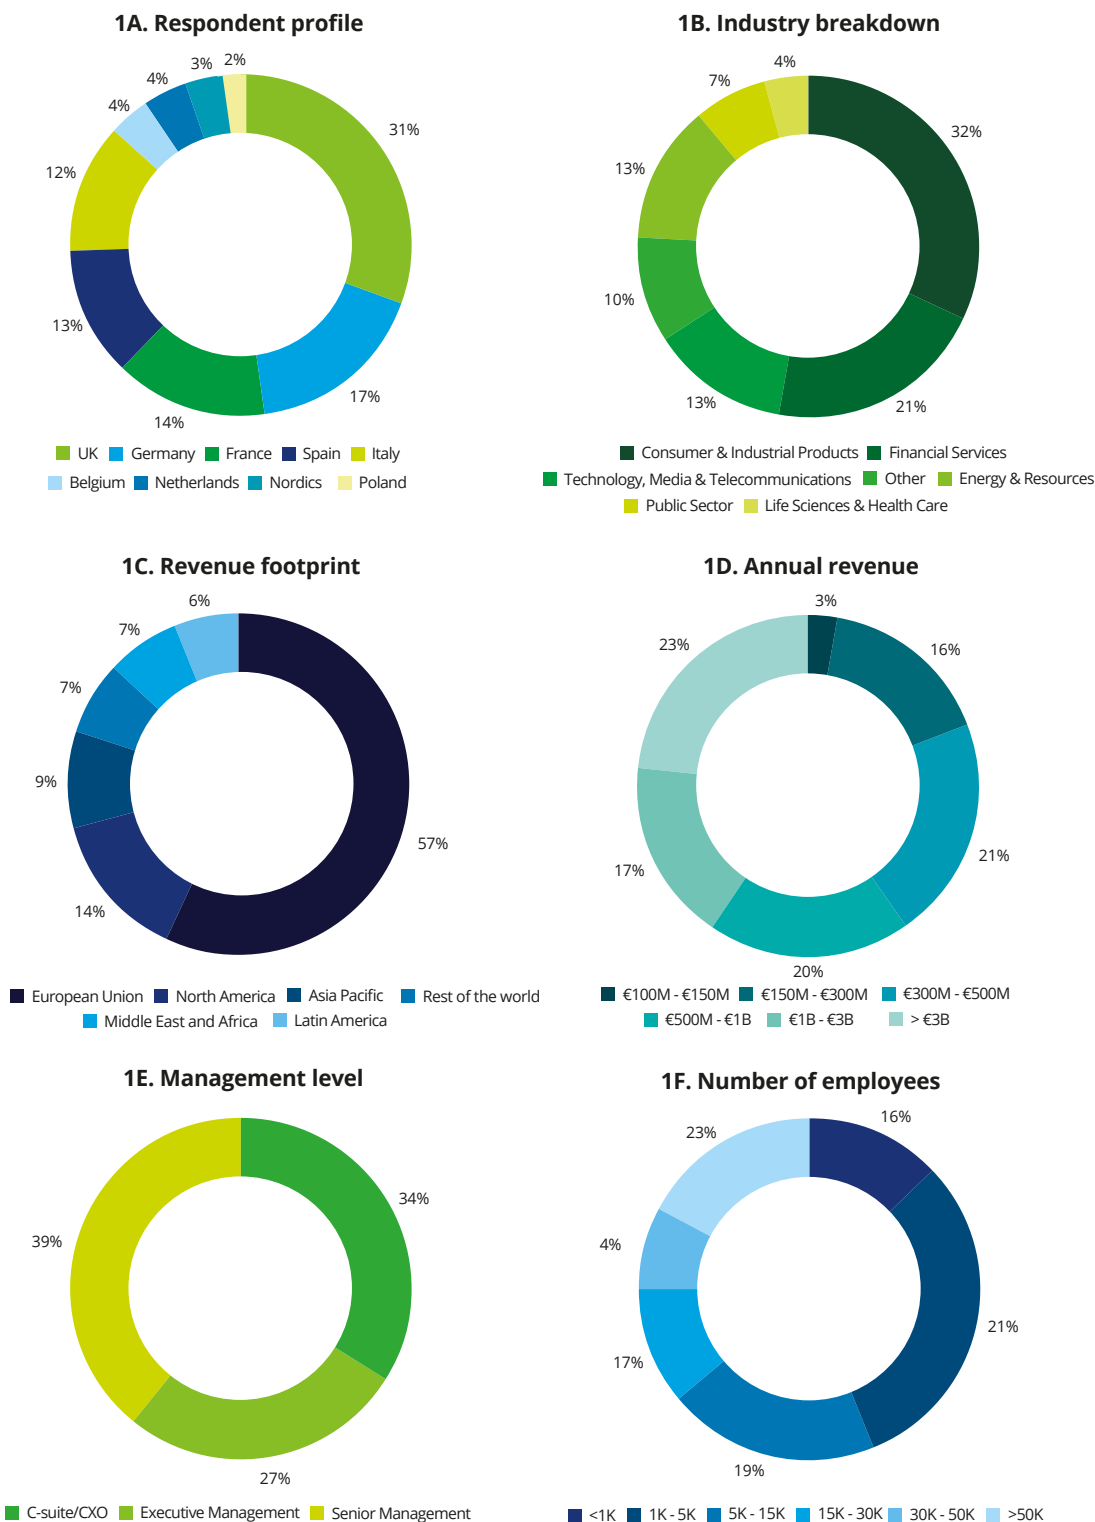 1A. Respondent profile
2%
3%
4%
4%
31%
12%
13%
17%
14%
UK Germany France Spain Italy
Belgium Netherlands Nordics Poland
1B. Industry breakdown
4%
7%
32%
13%
10%
13%
21%
Consumer & Industrial Products Financial Services
Technology, Media & Telecommunications Other Energy & Resources
Public Sector Life Sciences & Health Care
1C. Revenue footprint
6%
7%
7%
9%
57%
14%
European Union North America Asia Pacific Rest of the world
Middle East and Africa Latin America
1D. Annual revenue
3%
23%
16%
21%
17%
20%
€100M - €150M €150M - €300M €300M - €500M
€500M - €1B €1B - €3B > €3B
1E. Management level
34%
39%
27%
C-suite/CXO Executive Management Senior Management
1F. Number of employees
16%
23%
4%
21%
17%
19%
<1K 1K - 5K 5K - 15K 15K - 30K 30K - 50K >50K